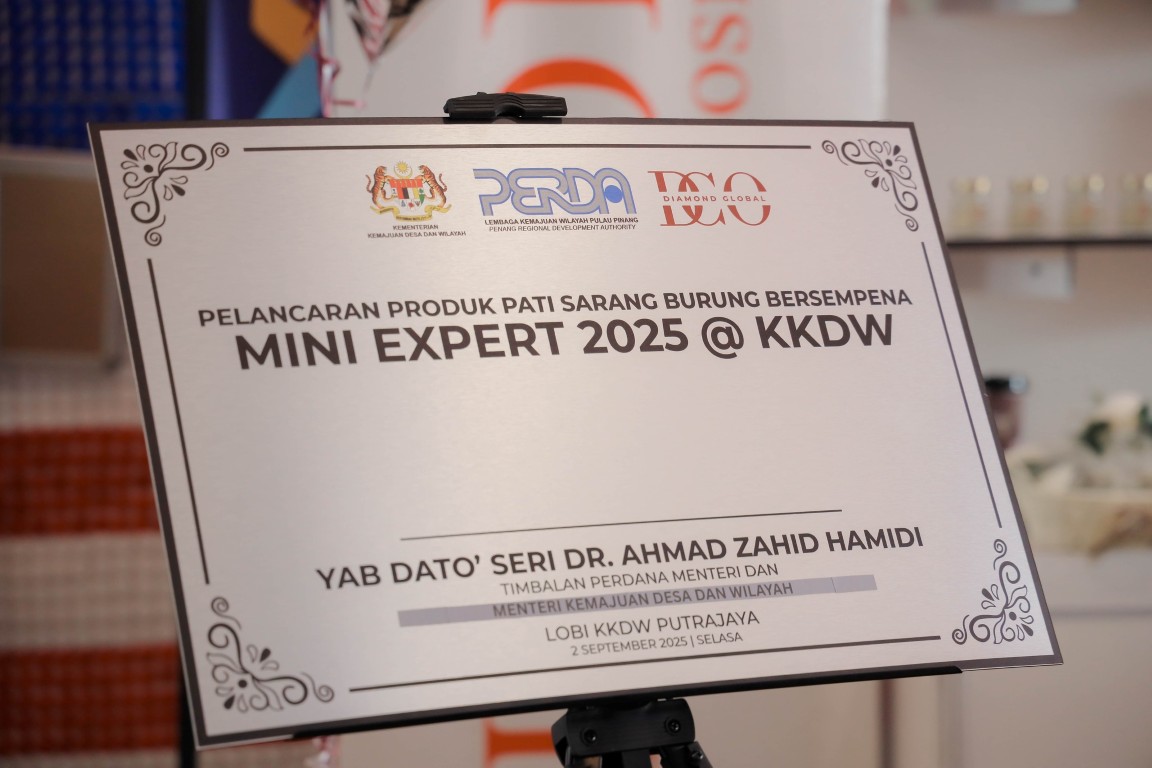 KEMENTERIAN
KEMAJUAN DESA DAN WILAYAH
PERDA
LEMBAGA KEMAJUAN WILAYAH PULAU PINANG
PENANG REGIONAL DEVELOPMENT AUTHORITY
DGO
DIAMOND GLOBAL
PELANCARAN PRODUK PATI SARANG BURUNG BERSEMPENA
MINI EXPERT 2025 @ KKDW
YAB DATO' SERI DR. AHMAD ZAHID HAMIDI
TIMBALAN PERDANA MENTERI DAN
MENTERI KEMAJUAN DESA DAN WILAYAH
LOBI KKDW PUTRAJAYA
2 SEPTEMBER 2025 | SELASA